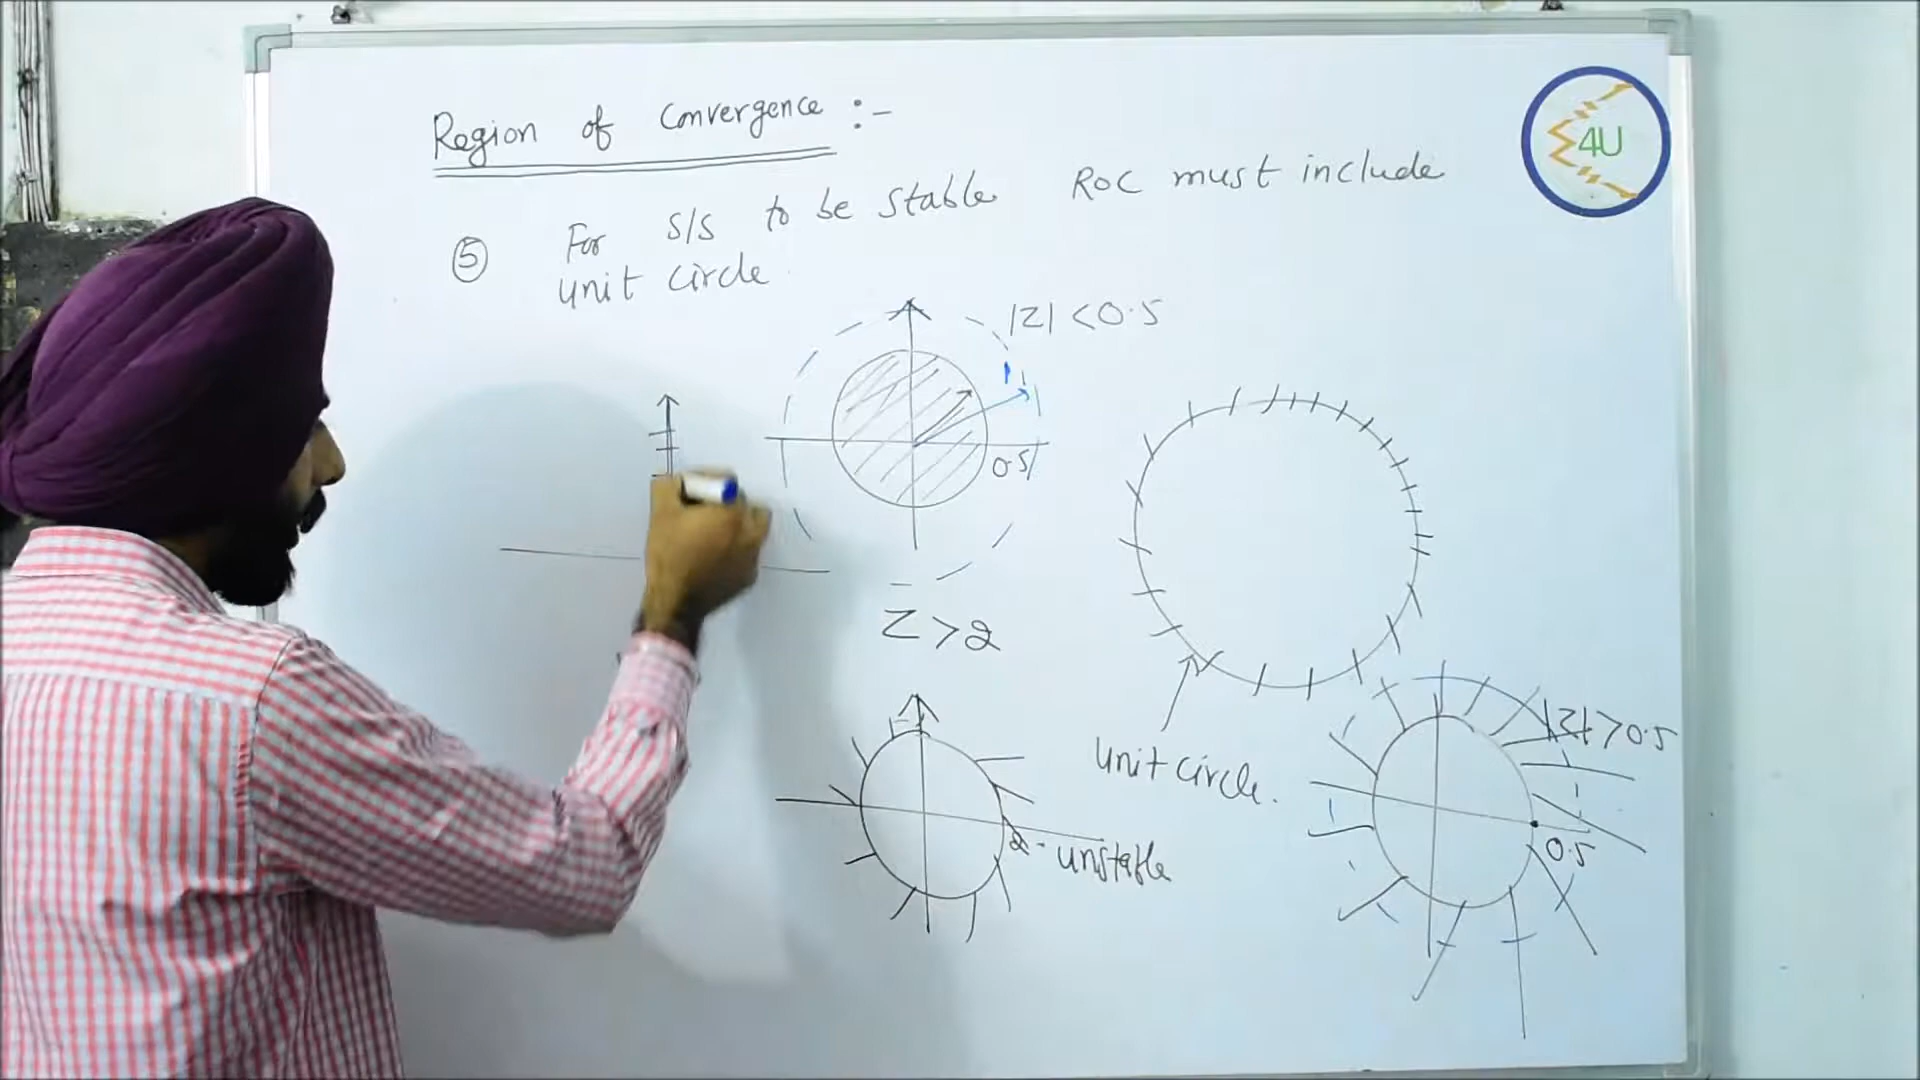 Region of Convergence :-
4U
⑤ For S/S to be Stable ROC must include
unit circle.
|Z| < 0.5
1
0.5
Z > 2
unit circle.
|Z| > 0.5
2
unstable
0.5